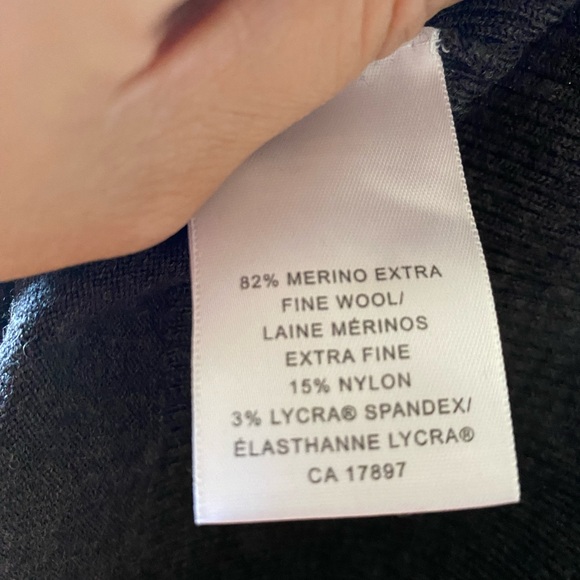 82% MERINO EXTRA
FINE WOOL/
LAINE MÉRINOS
EXTRA FINE
15% NYLON
3% LYCRA® SPANDEX/
ÉLASTHANNE LYCRA®
CA 17897